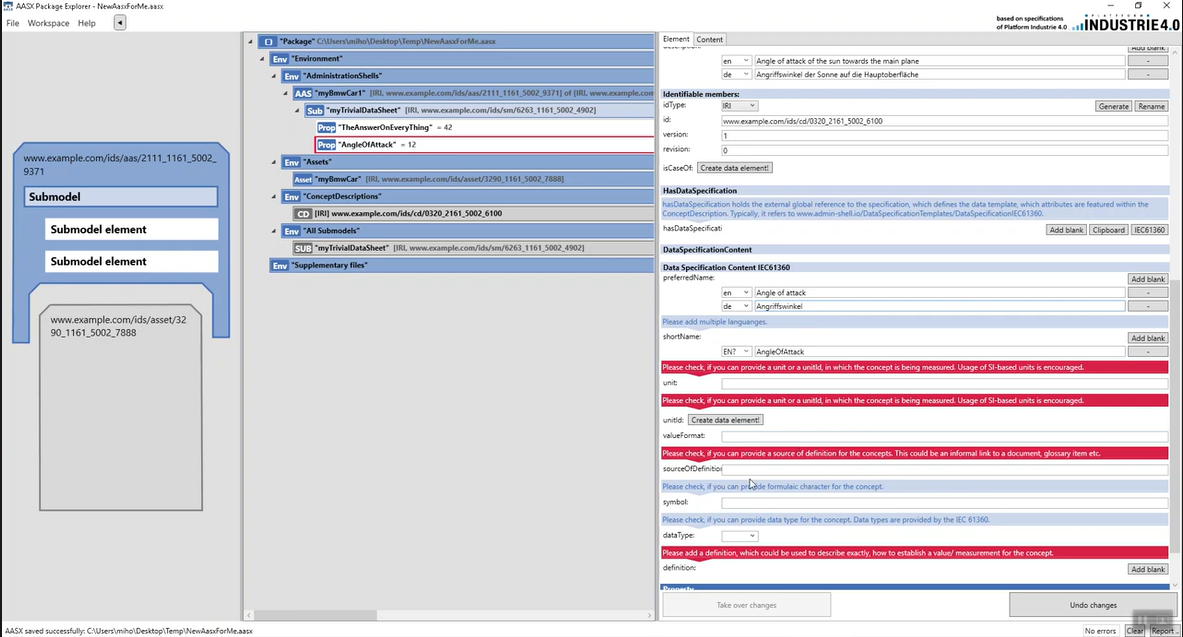 AASX Package Explorer - NewAasxForMe.aasx
File Workspace Help
based on specifications
of Platform Industrie 4.0
PLATTFORM
INDUSTRIE4.0
www.example.com/ids/aas/2111_1161_5002_
9371
Submodel
Submodel element
Submodel element
www.example.com/ids/asset/32
90_1161_5002_7888
"Package" C:\Users\miho\Desktop\Temp\NewAasxForMe.aasx
Env "Environment"
Env "AdministrationShells"
AAS "myBmwCar1" [IRI, www.example.com/ids/aas/2111_1161_5002_9371] of [IRI, www.example.com
Sub "myTrivialDataSheet" [IRI, www.example.com/ids/sm/6263_1161_5002_4902]
Prop "TheAnswerOnEveryThing" = 42
Prop "AngleOfAttack" = 12
Env "Assets"
Asset "myBmwCar" [IRI, www.example.com/ids/asset/3290_1161_5002_7888]
Env "ConceptDescriptions"
CD [IRI] www.example.com/ids/cd/0320_2161_5002_6100
Env "All Submodels"
SUB "myTrivialDataSheet" [IRI, www.example.com/ids/sm/6263_1161_5002_4902]
Env "Supplementary files"
Element Content
description: Add blank
en Angle of attack of the sun towards the main plane -
de Angriffswinkel der Sonne auf die Hauptoberfläche -
Identifiable members:
idType: IRI Generate Rename
id: www.example.com/ids/cd/0320_2161_5002_6100
version: 1
revision: 0
isCaseOf: Create data element!
HasDataSpecification
hasDataSpecification holds the external global reference to the specification, which defines the data template, which attributes are featured within the
ConceptDescription. Typically, it refers to www.admin-shell.io/DataSpecificationTemplates/DataSpecificationIEC61360.
hasDataSpecificati Add blank Clipboard IEC61360
DataSpecificationContent
Data Specification Content IEC61360
preferredName: Add blank
en Angle of attack -
de Angriffswinkel -
Please add multiple languanges.
shortName: Add blank
EN? AngleOfAttack -
Please check, if you can provide a unit or a unitId, in which the concept is being measured. Usage of SI-based units is encouraged.
unit:
Please check, if you can provide a unit or a unitId, in which the concept is being measured. Usage of SI-based units is encouraged.
unitId: Create data element!
valueFormat:
Please check, if you can provide a source of definition for the concepts. This could be an informal link to a document, glossary item etc.
sourceOfDefinition
Please check, if you can provide formulaic character for the concept.
symbol:
Please check, if you can provide data type for the concept. Data types are provided by the IEC 61360.
dataType:
Please add a definition, which could be used to describe exactly, how to establish a value/ measurement for the concept.
definition: Add blank
Property
Take over changes Undo changes
AASX saved successfully: C:\Users\miho\Desktop\Temp\NewAasxForMe.aasx
No errors Clear Report..